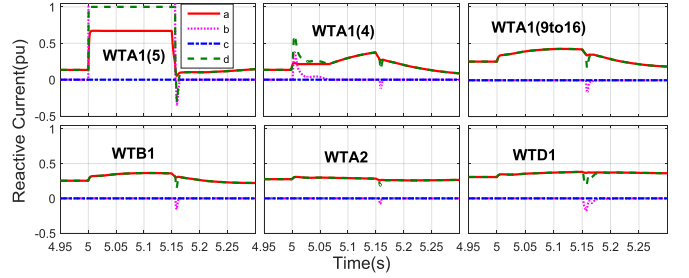 1
0.5
0
-0.5
WTA1(5)
a
b
c
d
WTA1(4)
WTA1(9to16)
Reactive Current(pu)
1
0.5
0
-0.5
WTB1
WTA2
WTD1
4.95 5 5.05 5.1 5.15 5.2 5.25
4.95 5 5.05 5.1 5.15 5.2 5.25
4.95 5 5.05 5.1 5.15 5.2 5.25
Time(s)